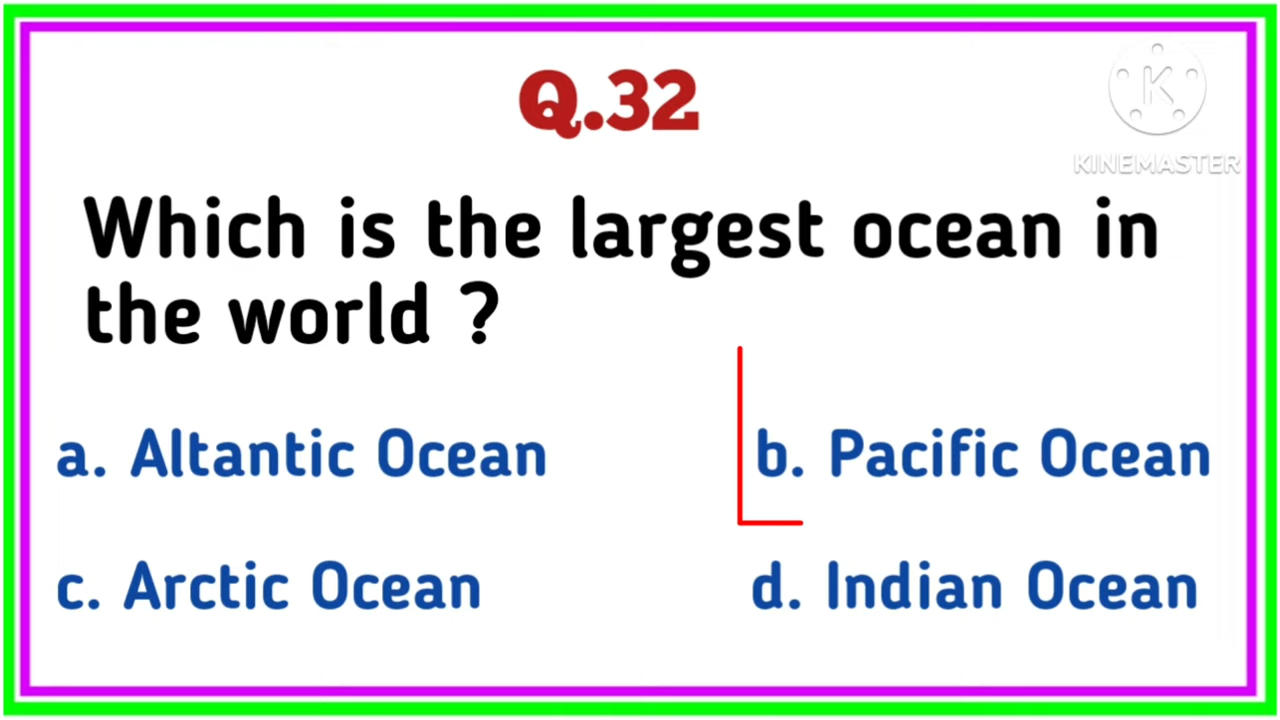 Q.32
K
KINEMASTER
Which is the largest ocean in
the world ?
a. Altantic Ocean
b. Pacific Ocean
c. Arctic Ocean
d. Indian Ocean